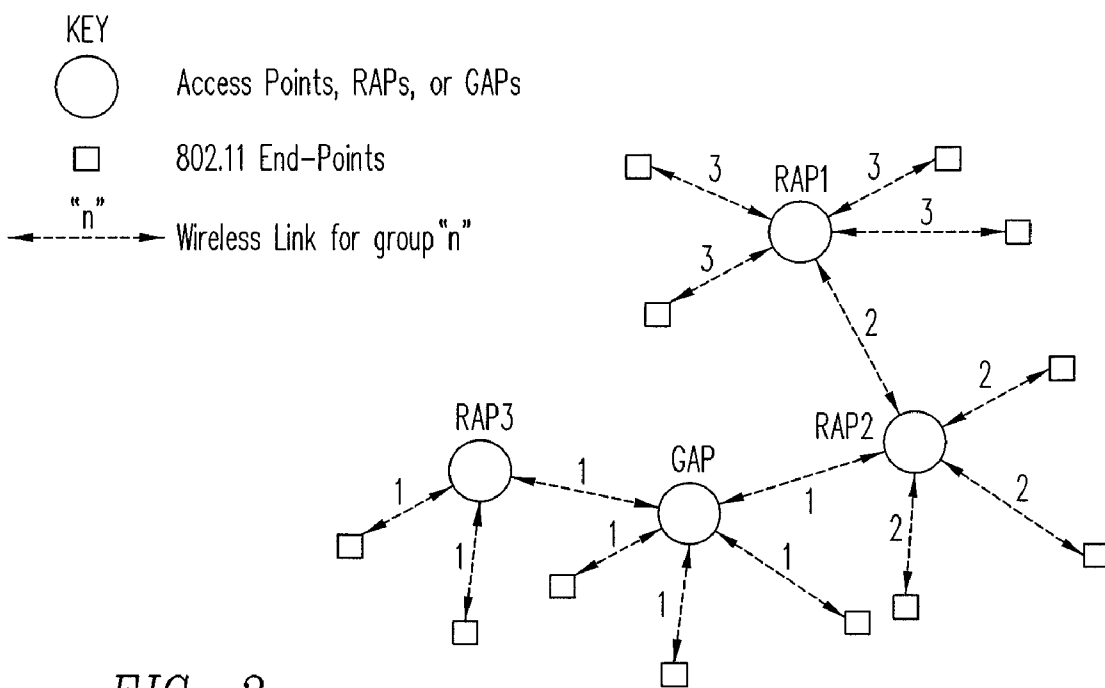 KEY
Access Points, RAPs, or GAPs
802.11 End-Points
"n"
Wireless Link for group "n"
3
RAP1
3
3
3
2
2
RAP3
RAP2
GAP
1
1
1
1
1
1
1
1
2
2
FIG. 2